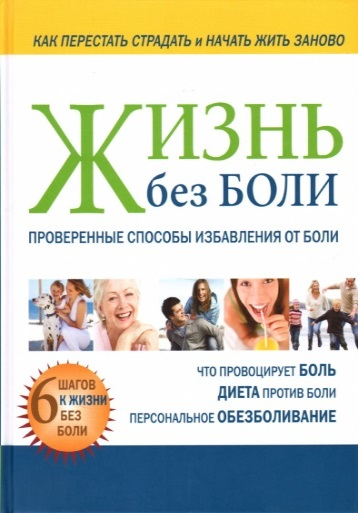 КАК ПЕРЕСТАТЬ СТРАДАТЬ и НАЧАТЬ ЖИТЬ ЗАНОВО
ЖИЗНЬ
без БОЛИ
ПРОВЕРЕННЫЕ СПОСОБЫ ИЗБАВЛЕНИЯ ОТ БОЛИ
ЧТО ПРОВОЦИРУЕТ БОЛЬ
ДИЕТА ПРОТИВ БОЛИ
ПЕРСОНАЛЬНОЕ ОБЕЗБОЛИВАНИЕ
6 ШАГОВ
К ЖИЗНИ
БЕЗ
БОЛИ